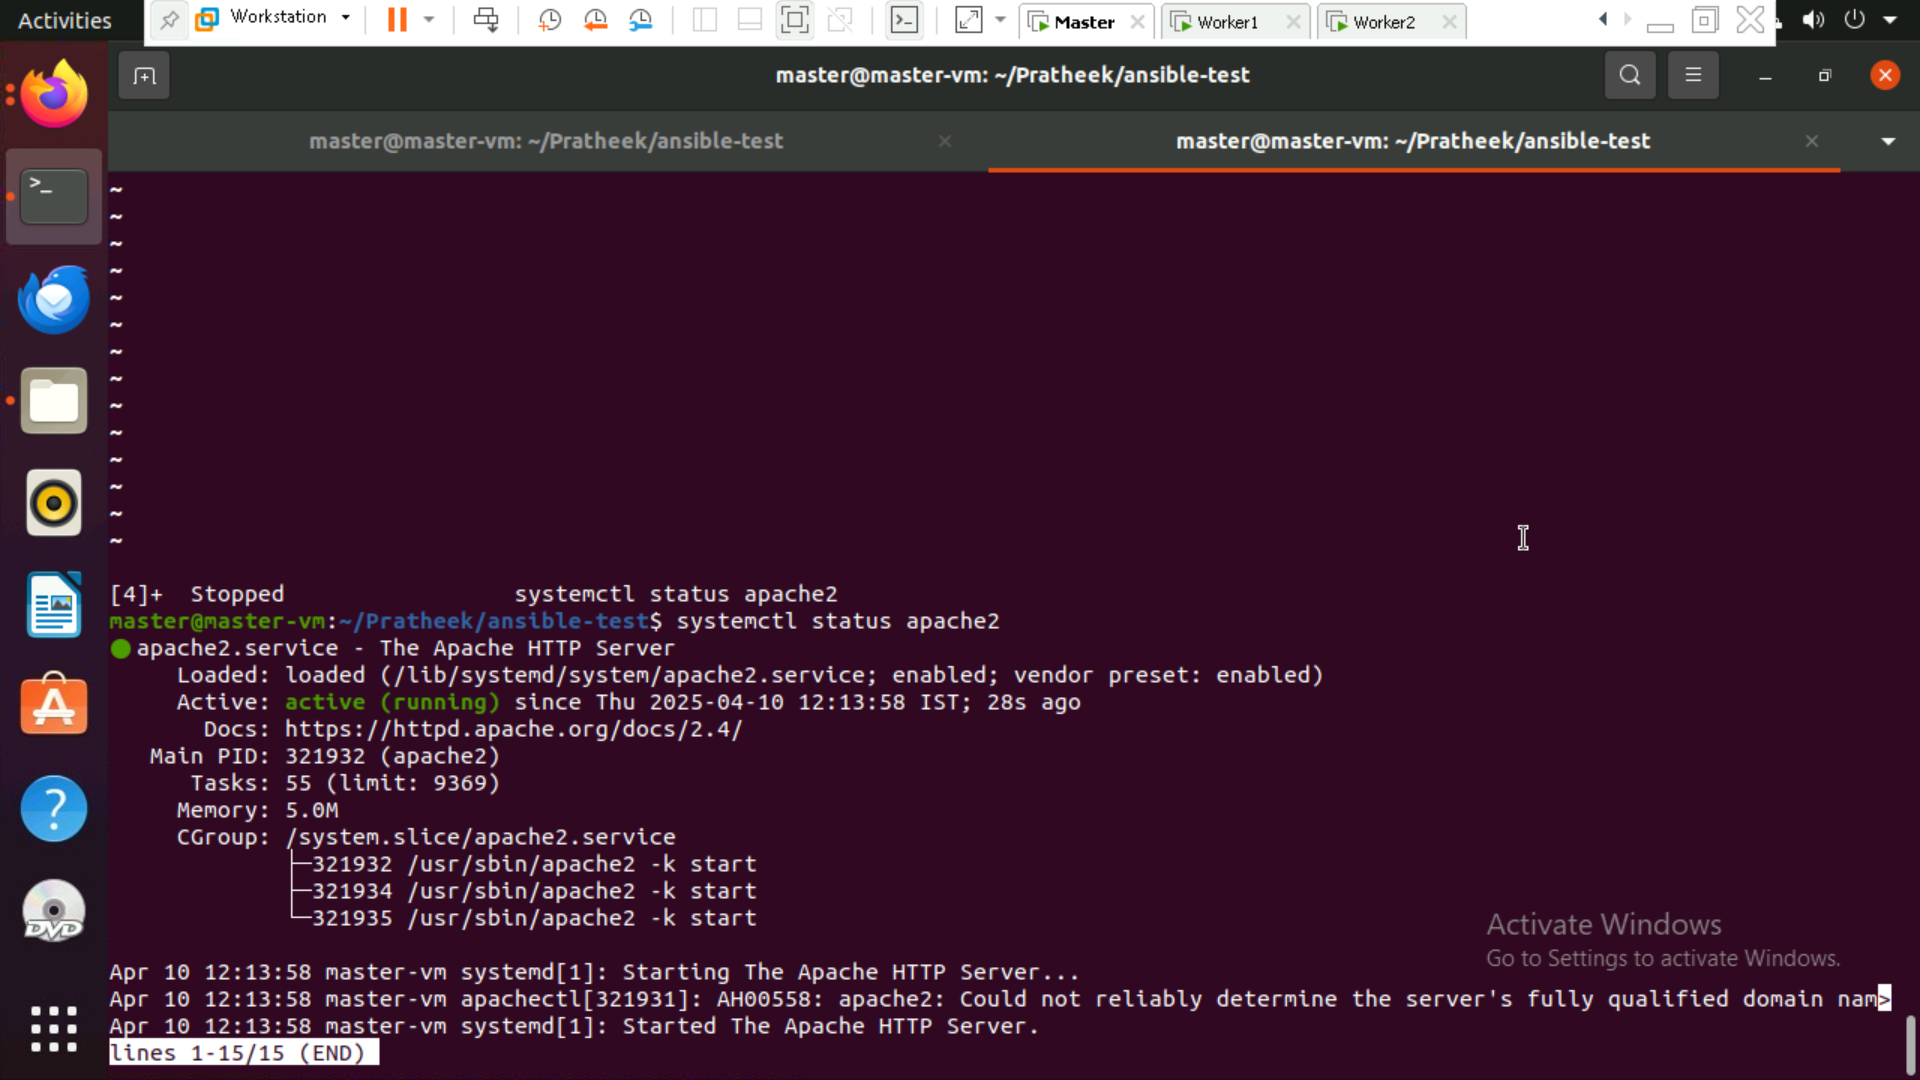 Activities
Workstation
Master
Worker1
Worker2
master@master-vm: ~/Pratheek/ansible-test
master@master-vm: ~/Pratheek/ansible-test
master@master-vm: ~/Pratheek/ansible-test
~
~
~
~
~
~
~
~
~
~
~
~
~
~
[4]+  Stopped                 systemctl status apache2
master@master-vm:~/Pratheek/ansible-test$ systemctl status apache2
● apache2.service - The Apache HTTP Server
     Loaded: loaded (/lib/systemd/system/apache2.service; enabled; vendor preset: enabled)
     Active: active (running) since Thu 2025-04-10 12:13:58 IST; 28s ago
       Docs: https://httpd.apache.org/docs/2.4/
   Main PID: 321932 (apache2)
      Tasks: 55 (limit: 9369)
     Memory: 5.0M
     CGroup: /system.slice/apache2.service
             ├─321932 /usr/sbin/apache2 -k start
             ├─321934 /usr/sbin/apache2 -k start
             └─321935 /usr/sbin/apache2 -k start
Activate Windows
Go to Settings to activate Windows.
Apr 10 12:13:58 master-vm systemd[1]: Starting The Apache HTTP Server...
Apr 10 12:13:58 master-vm apachectl[321931]: AH00558: apache2: Could not reliably determine the server's fully qualified domain nam>
Apr 10 12:13:58 master-vm systemd[1]: Started The Apache HTTP Server.
lines 1-15/15 (END)